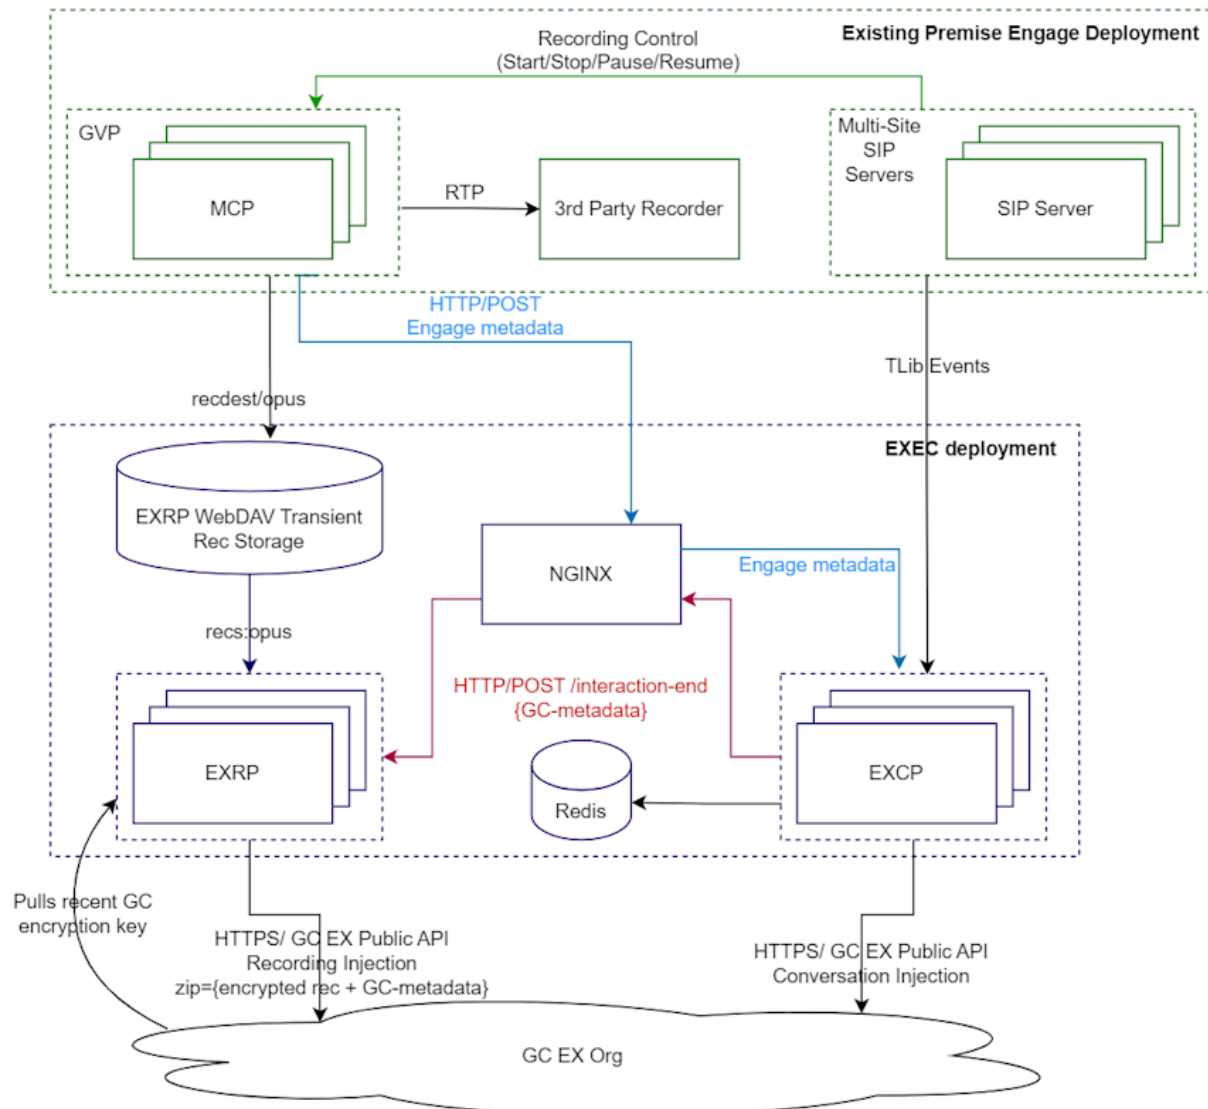 Existing Premise Engage Deployment
Recording Control
(Start/Stop/Pause/Resume)
GVP
MCP
RTP
3rd Party Recorder
Multi-Site
SIP
Servers
SIP Server
HTTP/POST
Engage metadata
TLib Events
recdest/opus
EXEC deployment
EXRP WebDAV Transient
Rec Storage
NGINX
Engage metadata
recs:opus
HTTP/POST /interaction-end
{GC-metadata}
EXRP
Redis
EXCP
Pulls recent GC
encryption key
HTTPS/ GC EX Public API
Recording Injection
zip={encrypted rec + GC-metadata}
HTTPS/ GC EX Public API
Conversation Injection
GC EX Org